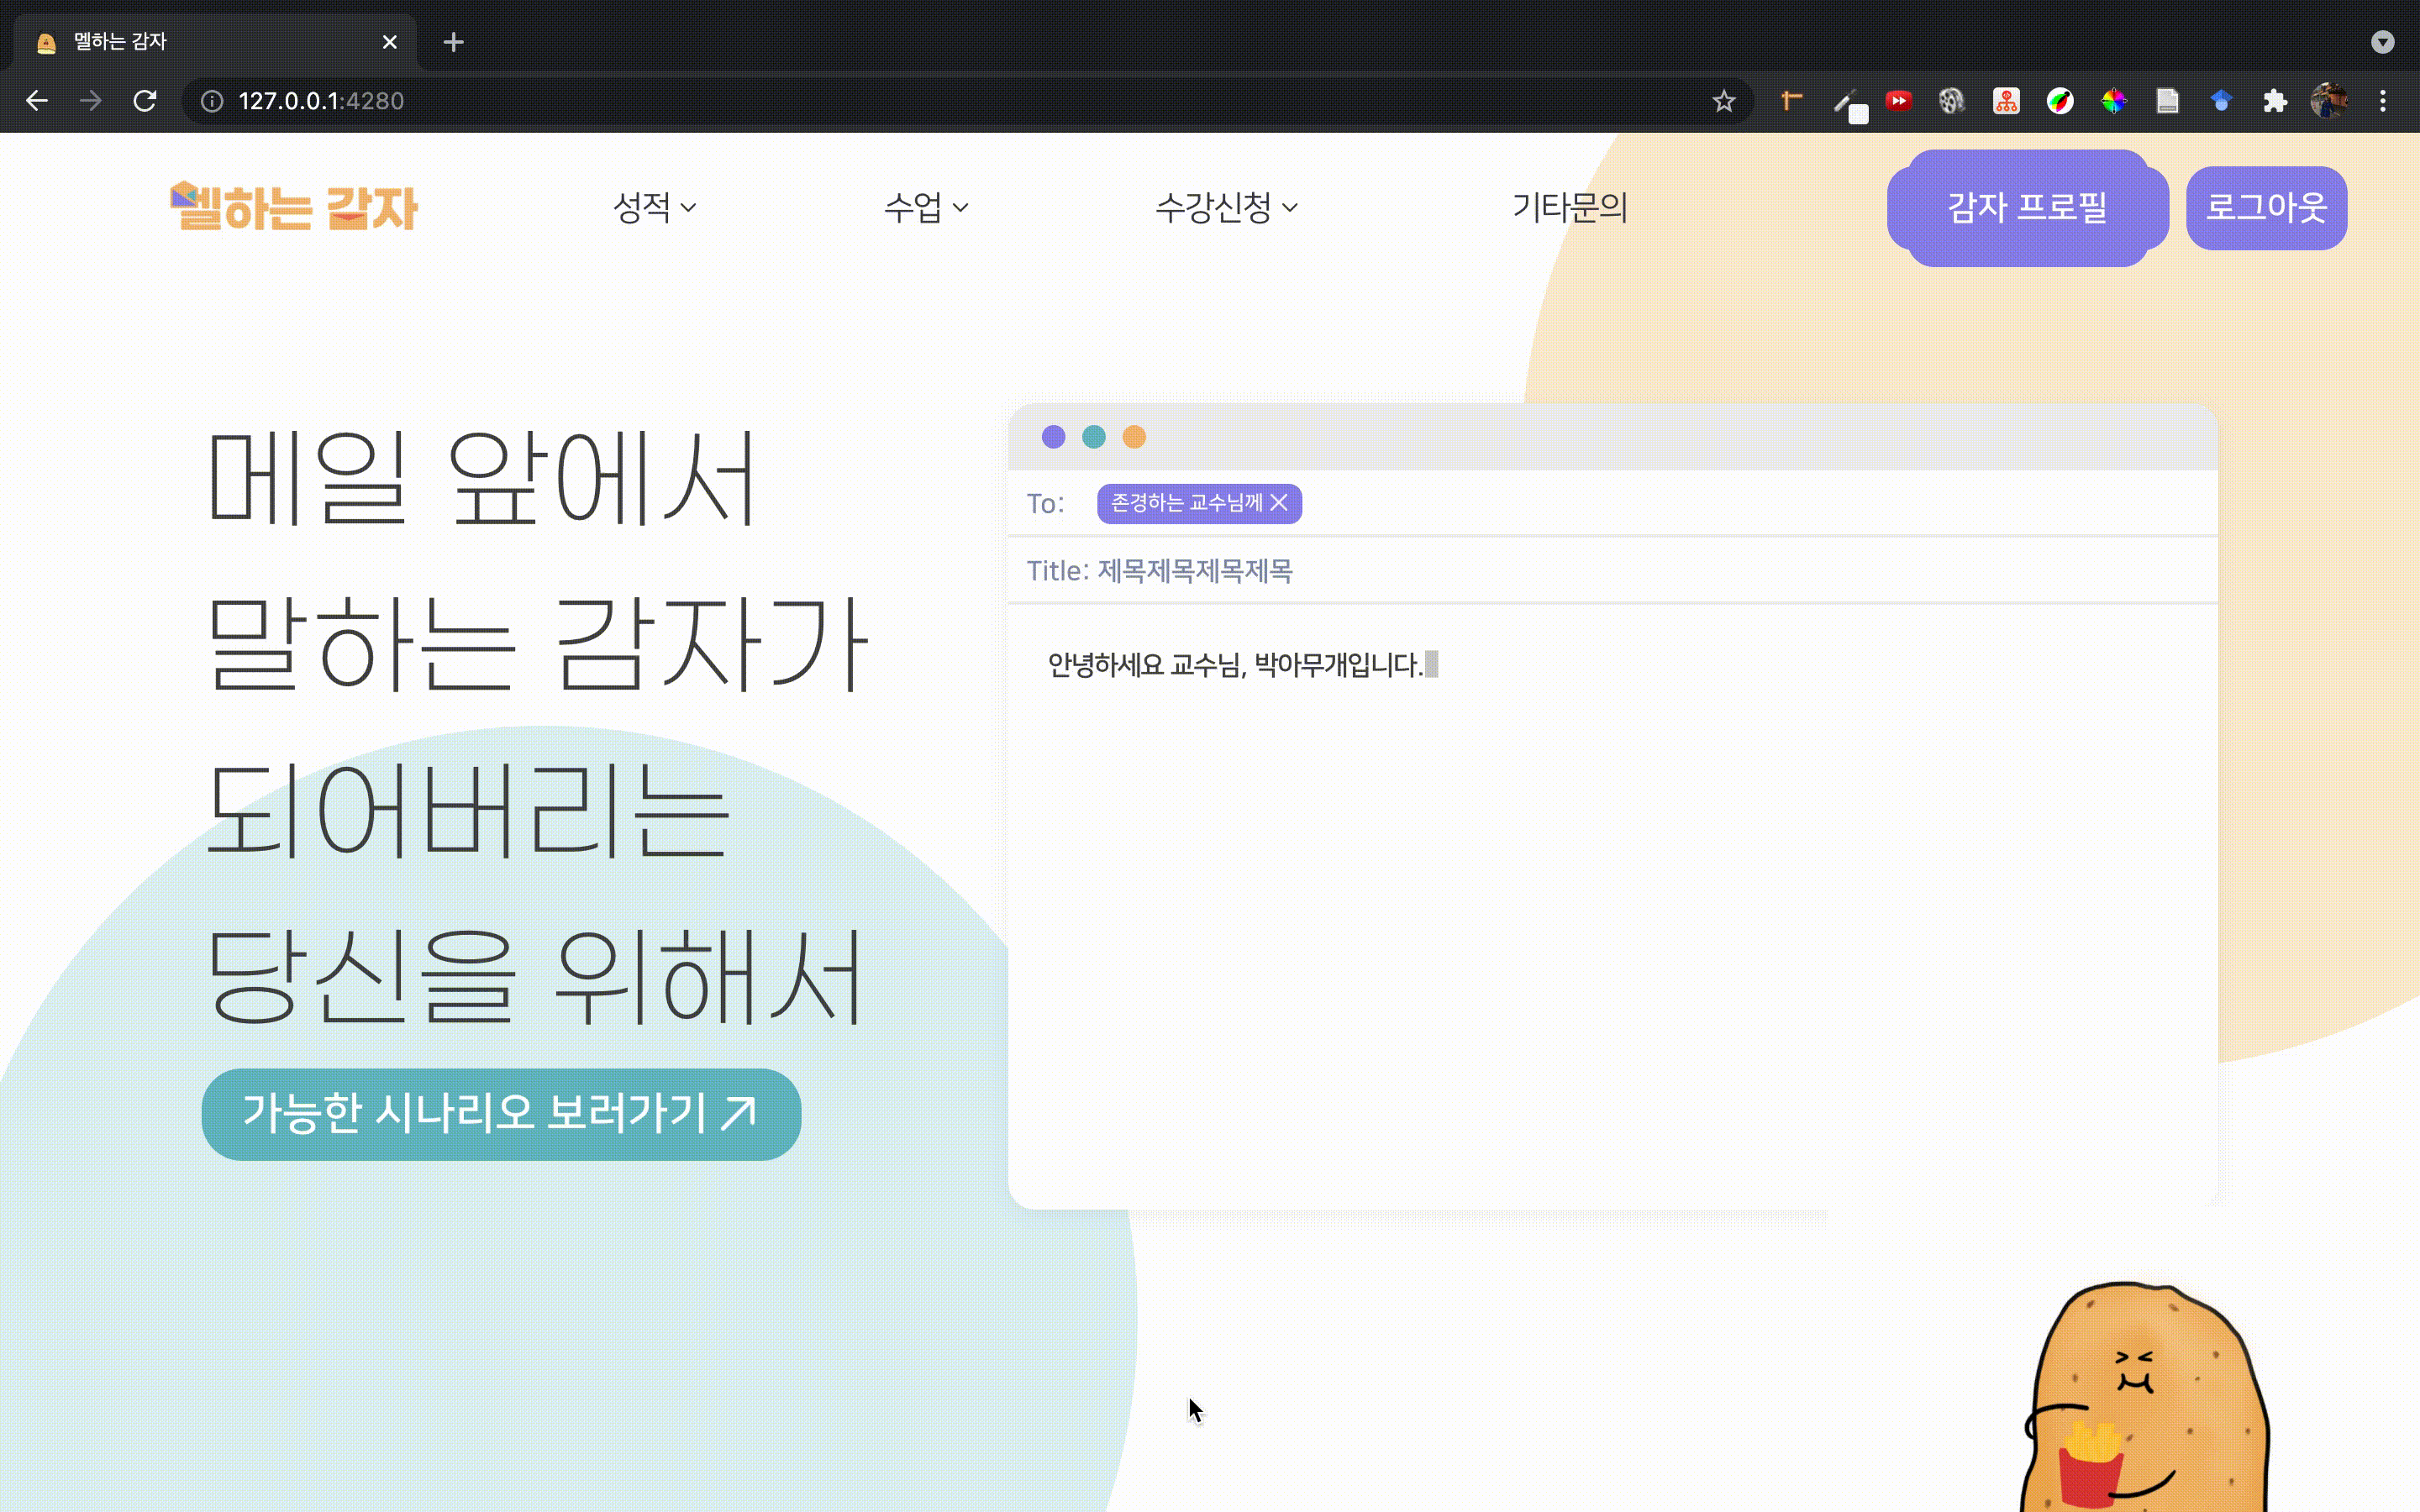 멜하는 감자
127.0.0.1:4280
멜하는 감자
성적
수업
수강신청
기타문의
감자 프로필
로그아웃
메일 앞에서
말하는 감자가
되어버리는
당신을 위해서
가능한 시나리오 보러가기
To: 존경하는 교수님께
Title: 제목제목제목제목
안녕하세요 교수님, 박아무개입니다.